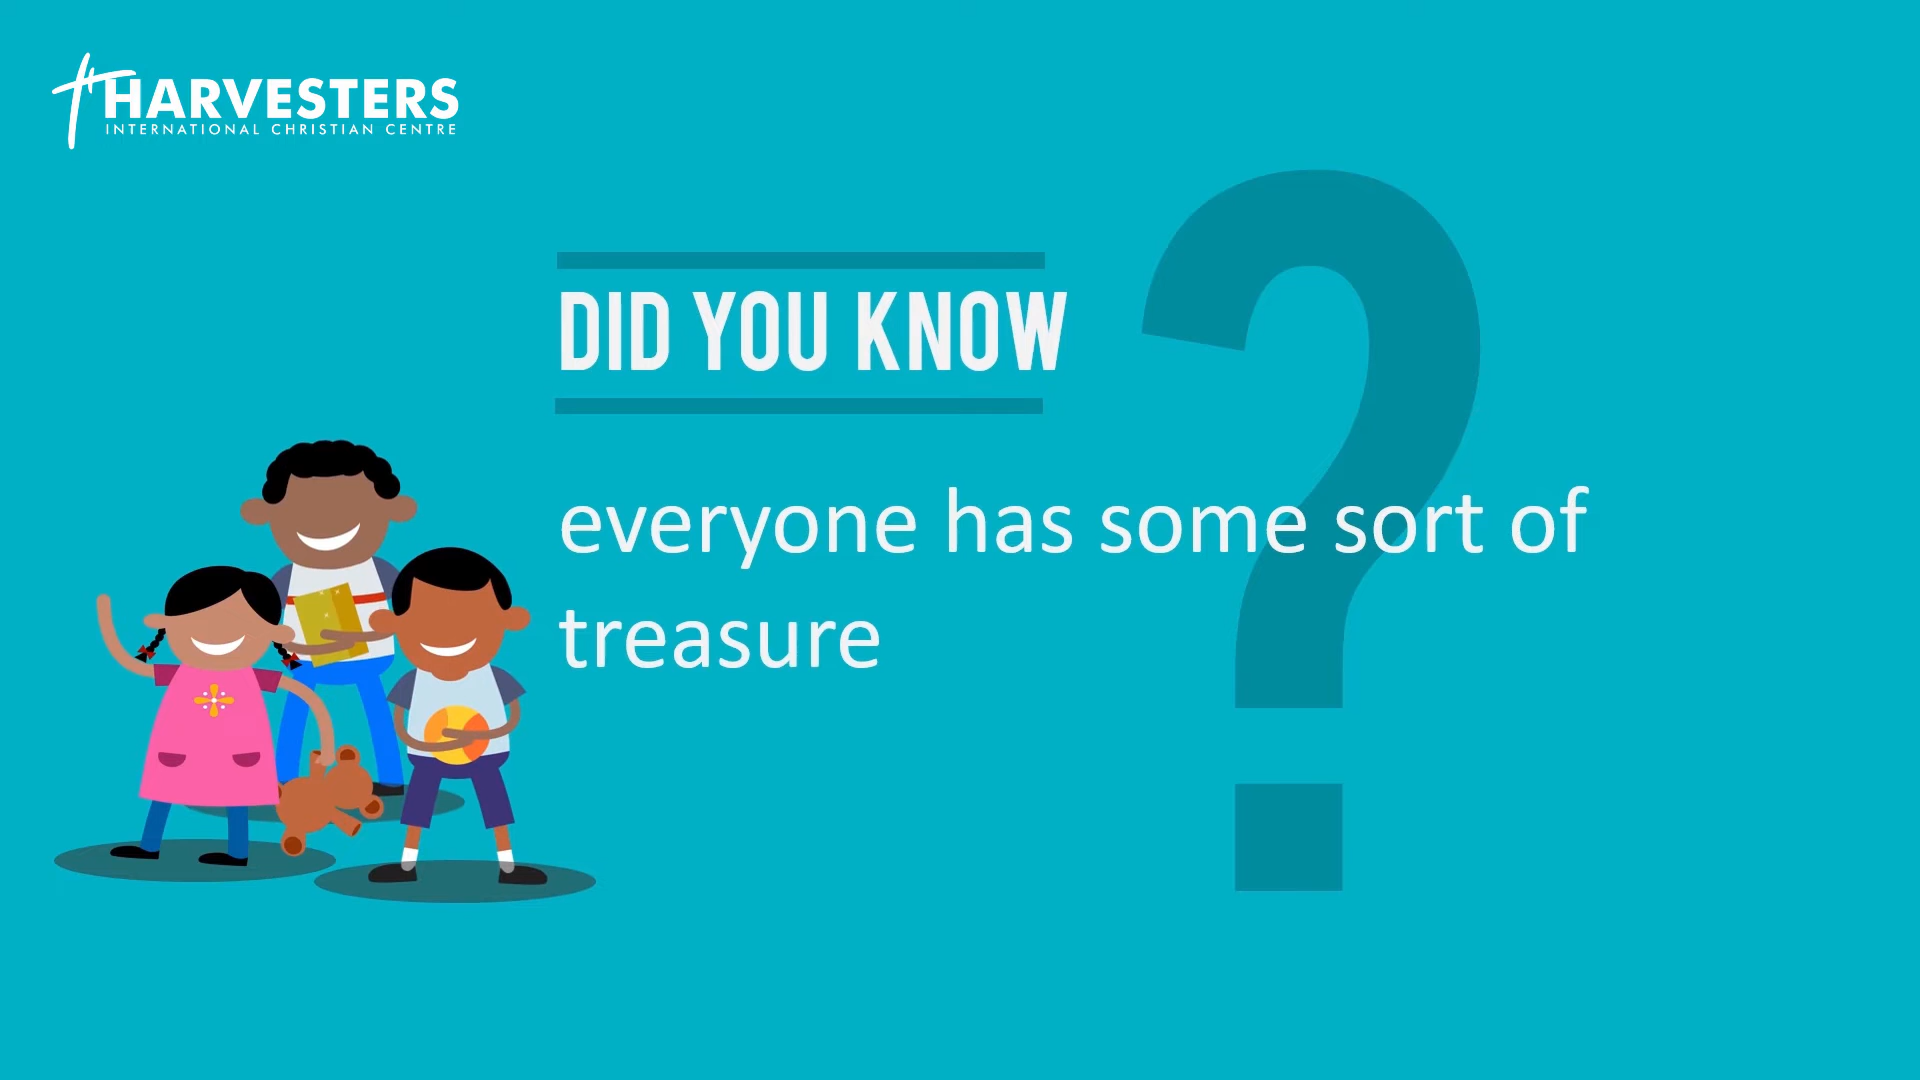 HARVESTERS
INTERNATIONAL CHRISTIAN CENTRE
DID YOU KNOW
?
everyone has some sort of
treasure